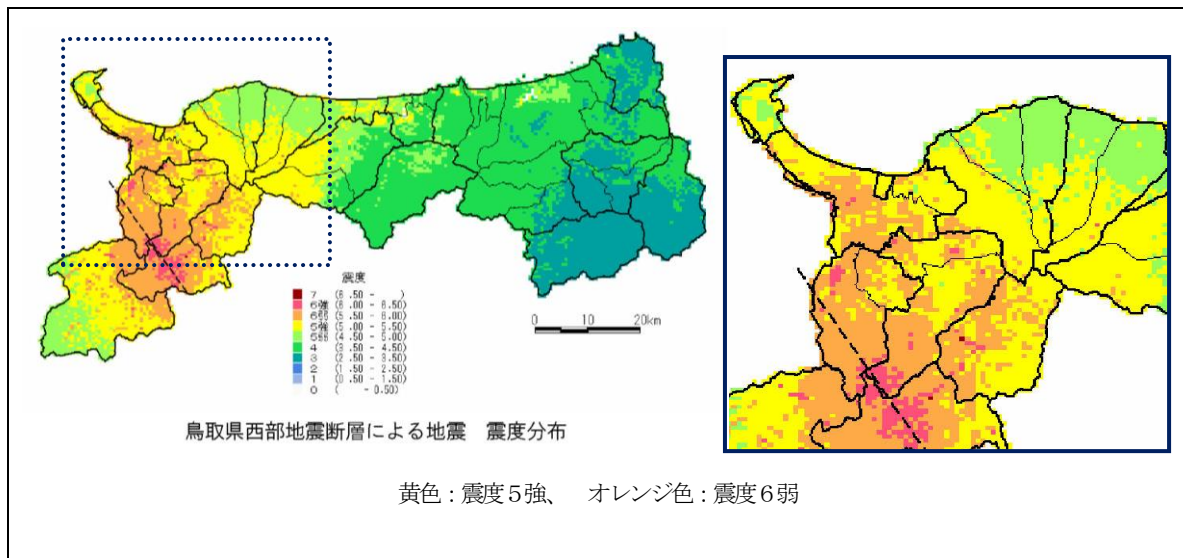 震度
7 (6.50 - )
6強 (6.00 - 6.50)
6弱 (5.50 - 6.00)
5強 (5.00 - 5.50)
5弱 (4.50 - 5.00)
4 (3.50 - 4.50)
3 (2.50 - 3.50)
2 (1.50 - 2.50)
1 (0.50 - 1.50)
0 ( - 0.50)
0 10 20km
鳥取県西部地震断層による地震 震度分布
黄色：震度５強、 オレンジ色：震度６弱